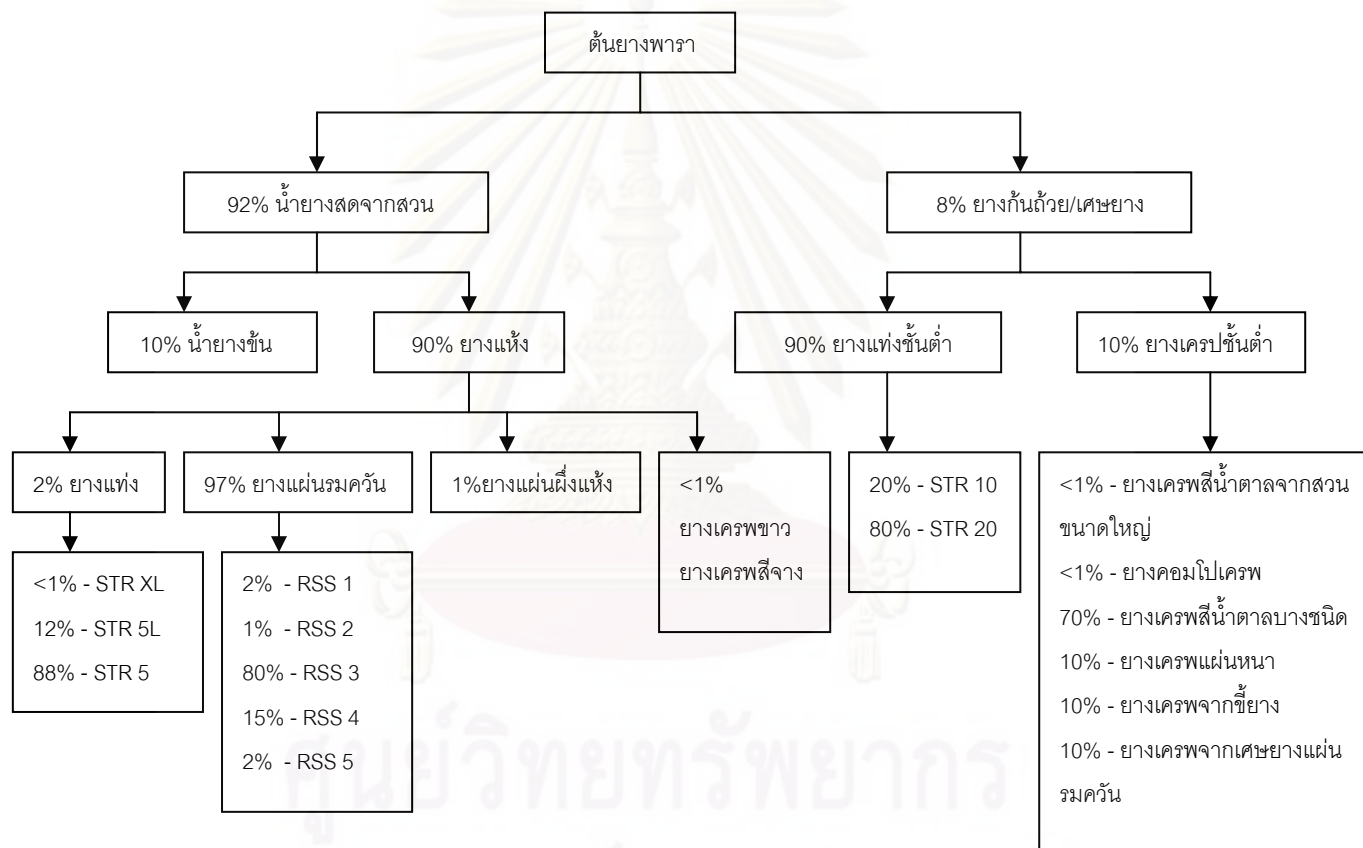 ต้นยางพารา
92% น้ำยางสดจากสวน
8% ยางก้นถ้วย/เศษยาง
10% น้ำยางข้น
90% ยางแห้ง
90% ยางแท่งชั้นต่ำ
10% ยางเครปชั้นต่ำ
2% ยางแท่ง
97% ยางแผ่นรมควัน
1%ยางแผ่นผึ่งแห้ง
<1%
ยางเครพขาว
ยางเครพสีจาง
20% - STR 10
80% - STR 20
<1% - ยางเครพสีน้ำตาลจากสวน
ขนาดใหญ่
<1% - ยางคอมโปเครพ
70% - ยางเครพสีน้ำตาลบางชนิด
10% - ยางเครพแผ่นหนา
10% - ยางเครพจากขี้ยาง
10% - ยางเครพจากเศษยางแผ่น
รมควัน
<1% - STR XL
12% - STR 5L
88% - STR 5
2% - RSS 1
1% - RSS 2
80% - RSS 3
15% - RSS 4
2% - RSS 5
ศูนย์วิทยทรัพยากร